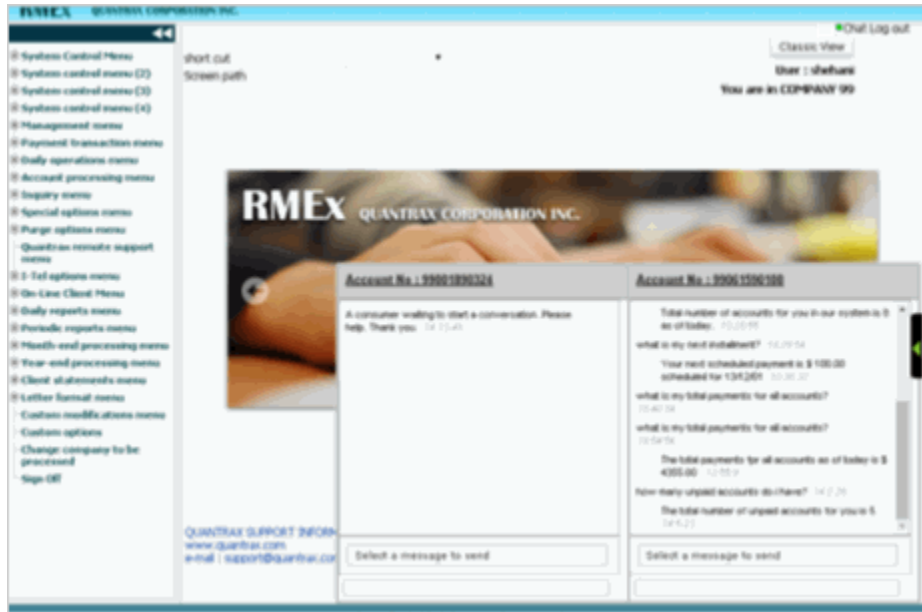 RMEX QUANTRAX CORPORATION INC.
Chat Log out
Classic View
short cut
Screen path
User : shehani
You are in COMPANY 99
System Control Menu
System control menu (2)
System control menu (3)
System control menu (4)
Management menu
Payment transaction menu
Daily operations menu
Account processing menu
Inquiry menu
Special options menu
Purge options menu
Quantrax remote support
menu
I-Tel options menu
On-Line Client Menu
Daily reports menu
Periodic reports menu
Month-end processing menu
Year-end processing menu
Client statements menu
Letter format menu
Custom modifications menu
Custom options
Change company to be
processed
Sign Off
RMEx QUANTRAX CORPORATION INC.
Account No : 99001890324
A consumer waiting to start a conversation. Please
help. Thank you.
Select a message to send
Account No : 99061590100
Total number of accounts for you in our system is
as of today.
what is my next installment?
Your next scheduled payment is $ 100.00
scheduled for 13/12/01
what is my total payments for all accounts?
what is my total payments for all accounts?
The total payments for all accounts as of today is $
4355.00
how many unpaid accounts do i have?
The total number of unpaid accounts for you is
Select a message to send
QUANTRAX SUPPORT INFORM
www.quantrax.com
e-mail : support@quantrax.com